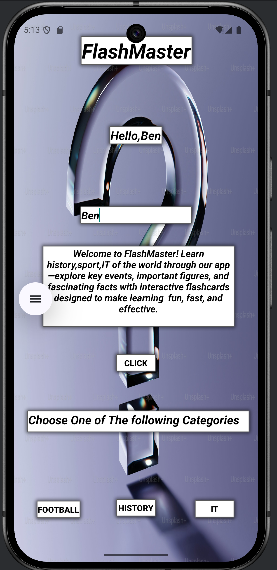 5:13
FlashMaster
Hello,Ben
Ben
Welcome to FlashMaster! Learn
history,sport,IT of the world through our app
—explore key events, important figures, and
fascinating facts with interactive flashcards
designed to make learning fun, fast, and
effective.
CLICK
Choose One of The following Categories
FOOTBALL
HISTORY
IT